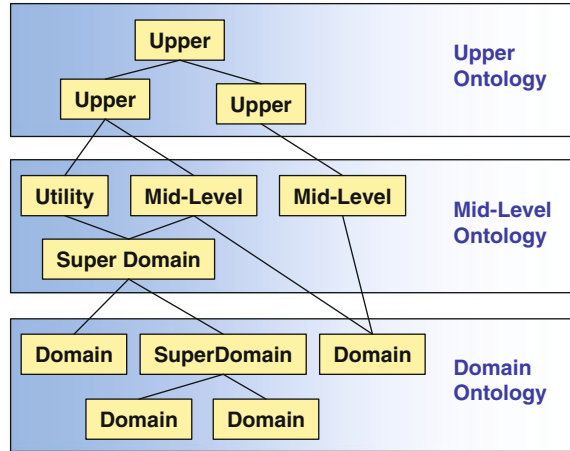 Upper
Upper
Upper
Upper
Ontology
Utility
Mid-Level
Mid-Level
Super Domain
Mid-Level
Ontology
Domain
SuperDomain
Domain
Domain
Domain
Domain
Ontology